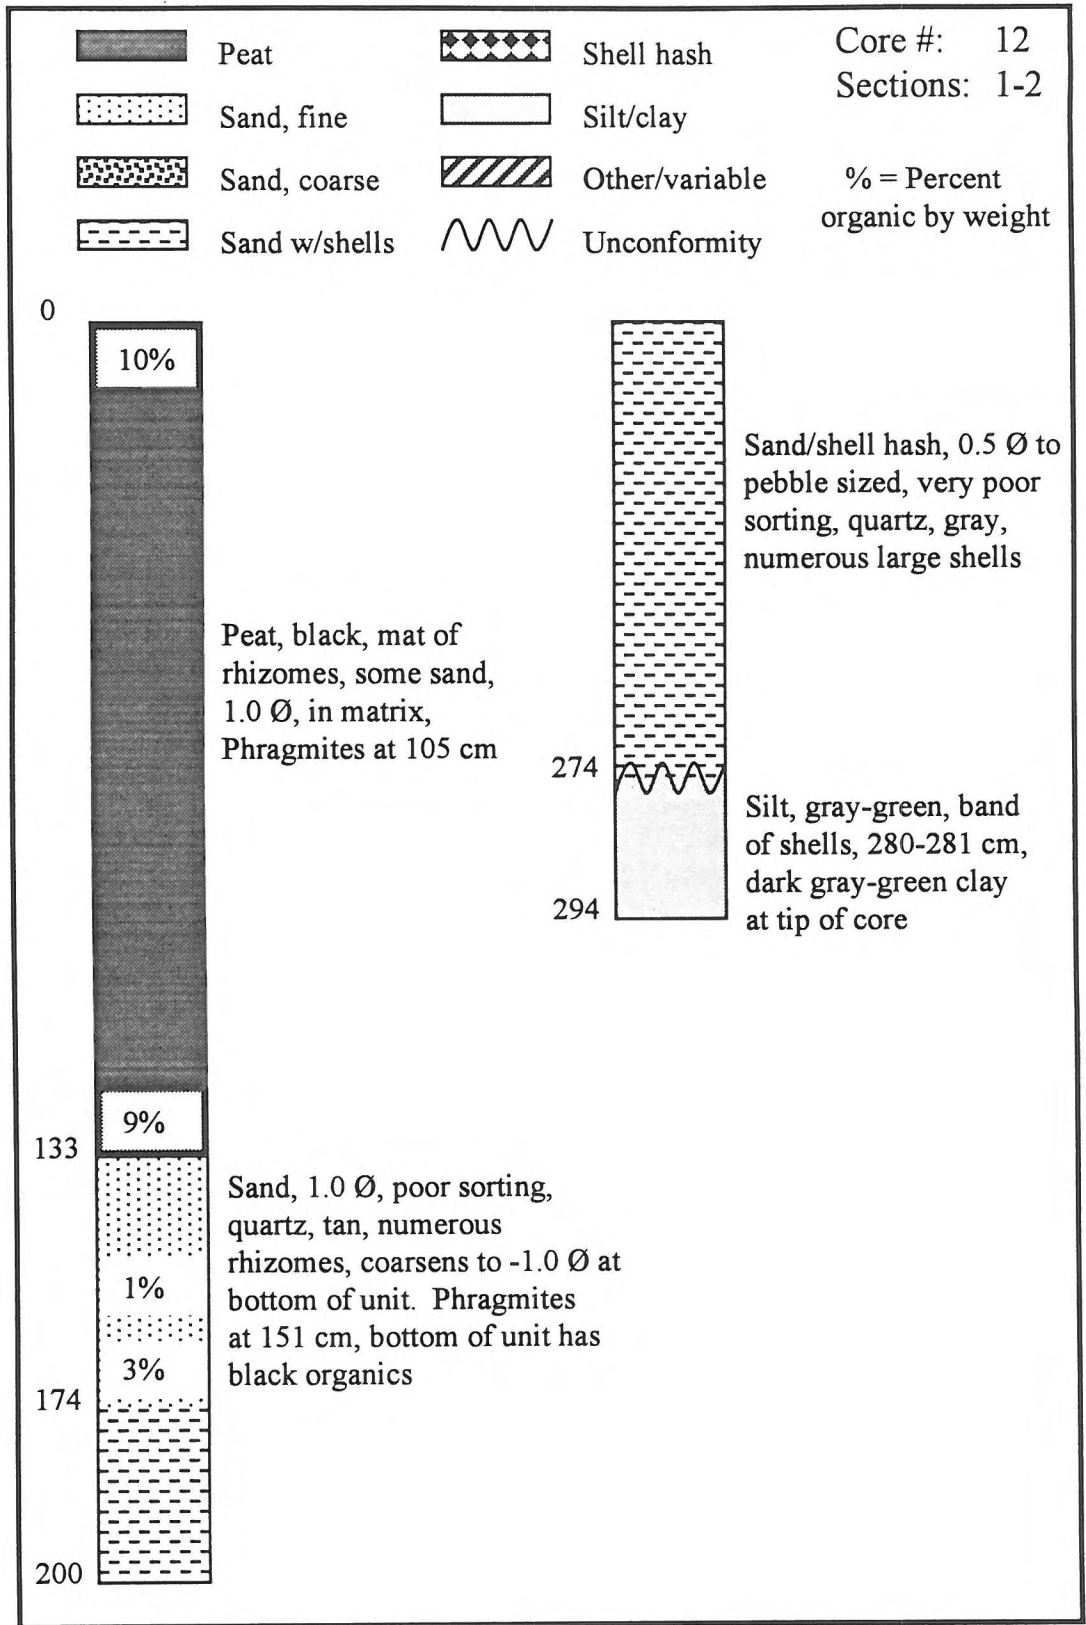 Peat
Sand, fine
Sand, coarse
Sand w/shells
Shell hash
Silt/clay
Other/variable
Unconformity
Core #: 12
Sections: 1-2
% = Percent
organic by weight
0
10%
Peat, black, mat of
rhizomes, some sand,
1.0 Ø, in matrix,
Phragmites at 105 cm
9%
133
Sand, 1.0 Ø, poor sorting,
quartz, tan, numerous
rhizomes, coarsens to -1.0 Ø at
bottom of unit. Phragmites
at 151 cm, bottom of unit has
black organics
1%
3%
174
200
Sand/shell hash, 0.5 Ø to
pebble sized, very poor
sorting, quartz, gray,
numerous large shells
274
Silt, gray-green, band
of shells, 280-281 cm,
dark gray-green clay
at tip of core
294